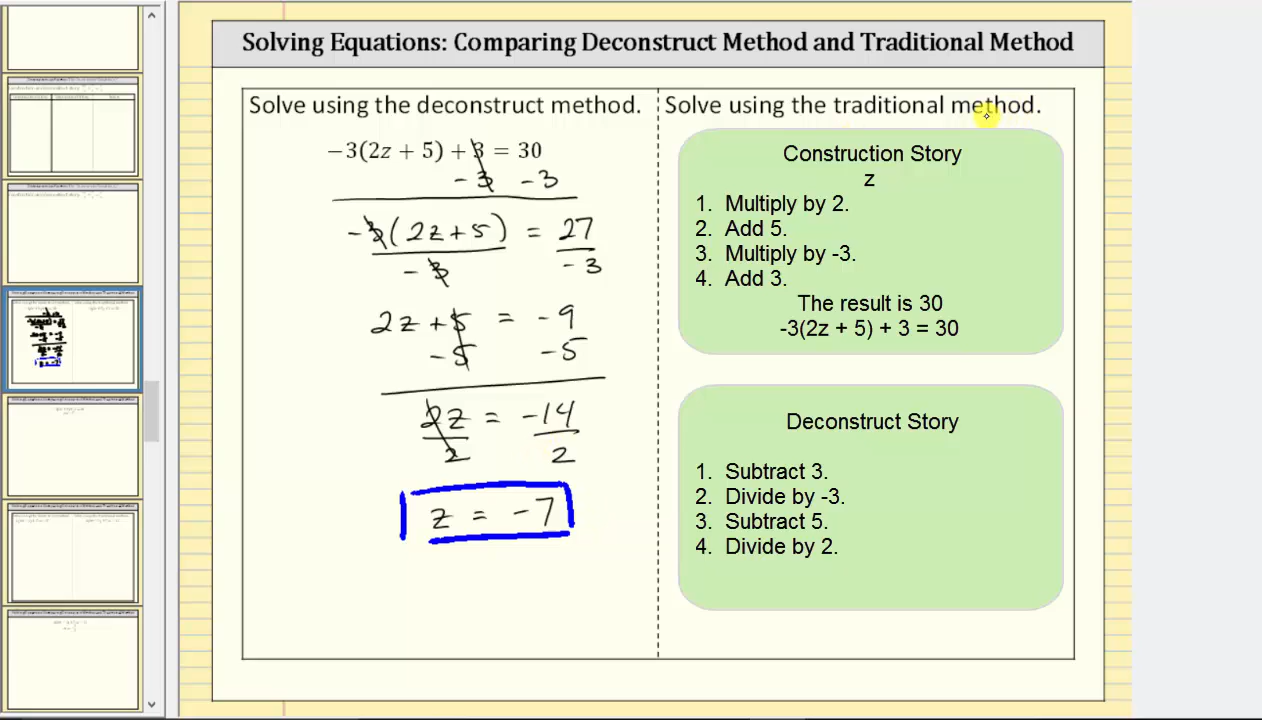 Solving Equations: Comparing Deconstruct Method and Traditional Method
Solve using the deconstruct method.
−3(2z + 5) + 3 = 30
− 3 − 3
−3(2z+5) = 27
−3 −3
2z + 5 = −9
− 5 − 5
2z = −14
2 2
z = −7
Solve using the traditional method.
Construction Story
z
1. Multiply by 2.
2. Add 5.
3. Multiply by -3.
4. Add 3.
The result is 30
-3(2z + 5) + 3 = 30
Deconstruct Story
1. Subtract 3.
2. Divide by -3.
3. Subtract 5.
4. Divide by 2.